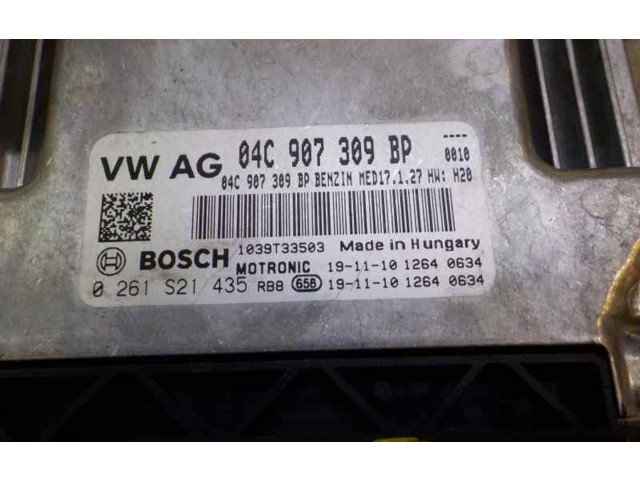 ----
VW AG 04C 907 309 BP 0010
04C 907 309 BP BENZIN MED17.1.27 HW: H20
BOSCH 1039T33503 Made in Hungary
MOTRONIC 19-11-10 1264 0634
0 261 S21 435 RB8 658 19-11-10 1264 0634